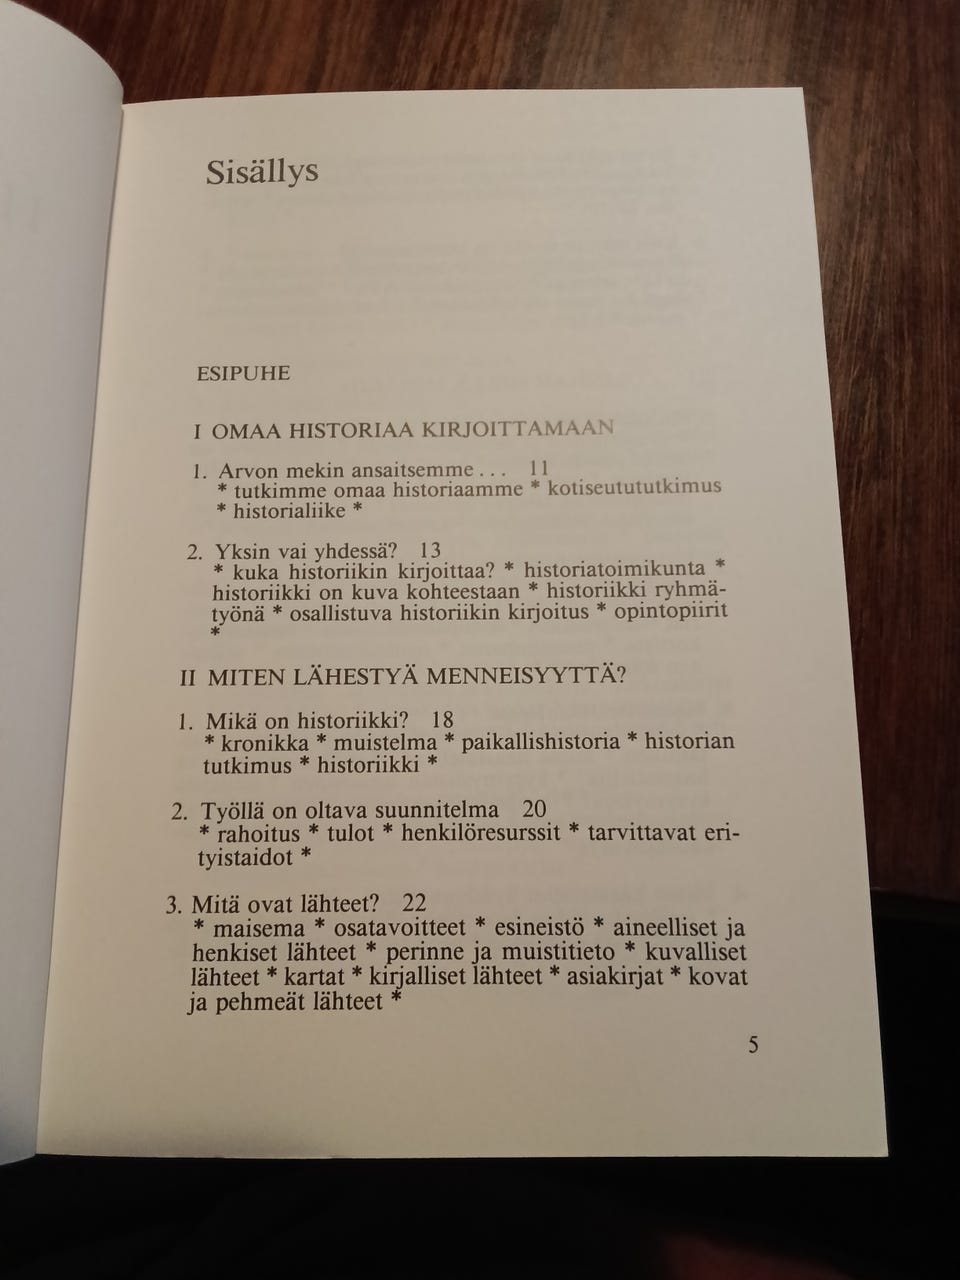 Sisällys
ESIPUHE
I OMAA HISTORIAA KIRJOITTAMAAN
1. Arvon mekin ansaitsemme... 11
* tutkimme omaa historiaamme * kotiseutututkimus
* historialiike *
2. Yksin vai yhdessä? 13
* kuka historiikin kirjoittaa? * historiatoimikunta *
historiikki on kuva kohteestaan * historiikki ryhmä-
työnä * osallistuva historiikin kirjoitus * opintopiirit
*
II MITEN LÄHESTYÄ MENNEISYYTTÄ?
1. Mikä on historiikki? 18
* kronikka * muistelma * paikallishistoria * historian
tutkimus * historiikki *
2. Työllä on oltava suunnitelma 20
* rahoitus * tulot * henkilöresurssit * tarvittavat eri-
tyistaidot *
3. Mitä ovat lähteet? 22
* maisema * osatavoitteet * esineistö * aineelliset ja
henkiset lähteet * perinne ja muistitieto * kuvalliset
lähteet * kartat * kirjalliset lähteet * asiakirjat * kovat
ja pehmeät lähteet *
5